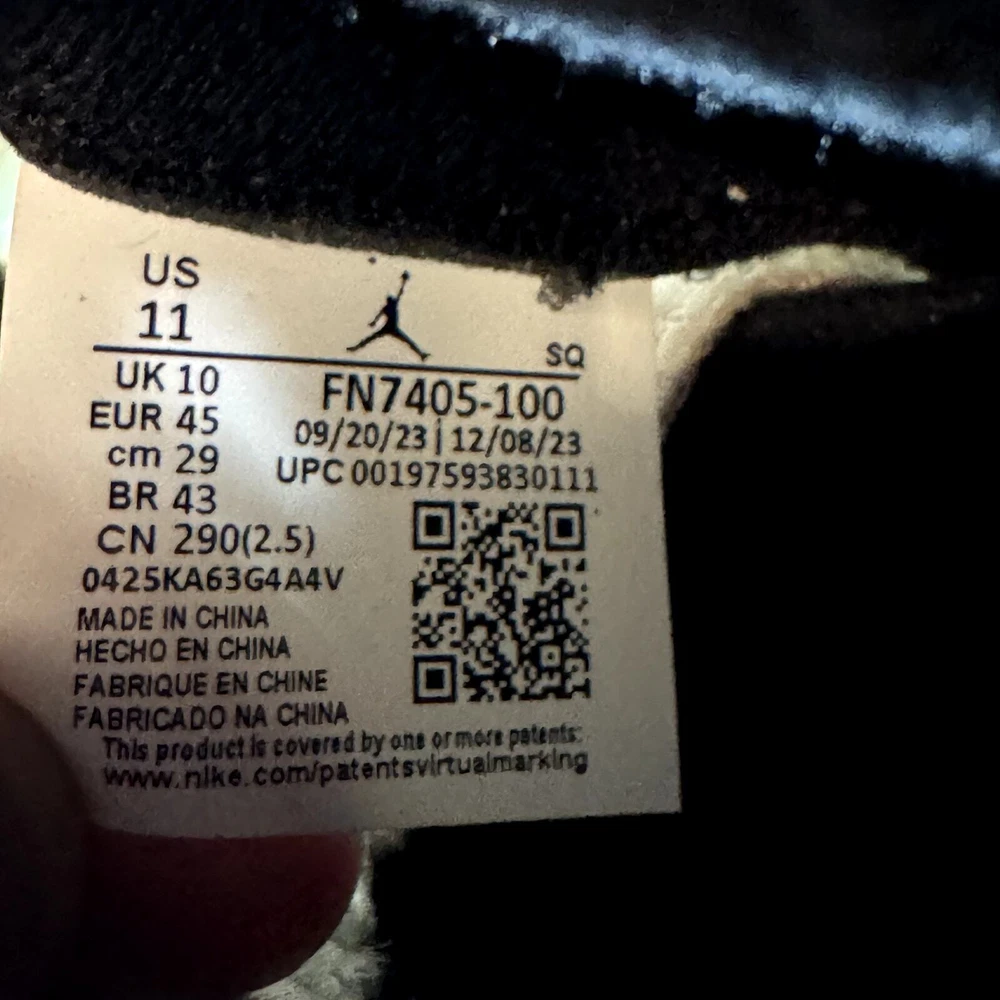 US
11
SQ
UK 10
EUR 45
cm 29
BR 43
CN 290(2.5)
FN7405-100
09/20/23 | 12/08/23
UPC 00197593830111
0425KA63G4A4V
MADE IN CHINA
HECHO EN CHINA
FABRIQUE EN CHINE
FABRICADO NA CHINA
This product is covered by one or more patents:
www.nike.com/patentsvirtualmarking